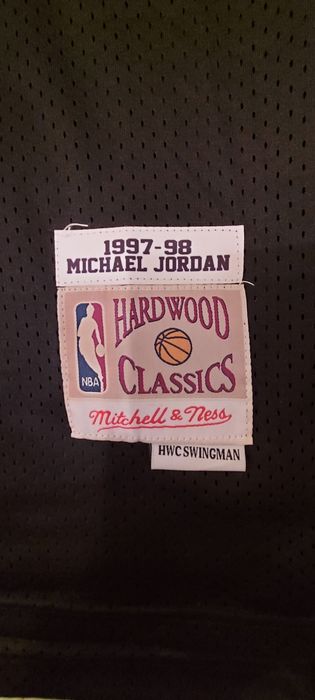 1997-98
MICHAEL JORDAN
HARDWOOD
NBA
CLASSICS
Mitchell & Ness
HWC SWINGMAN